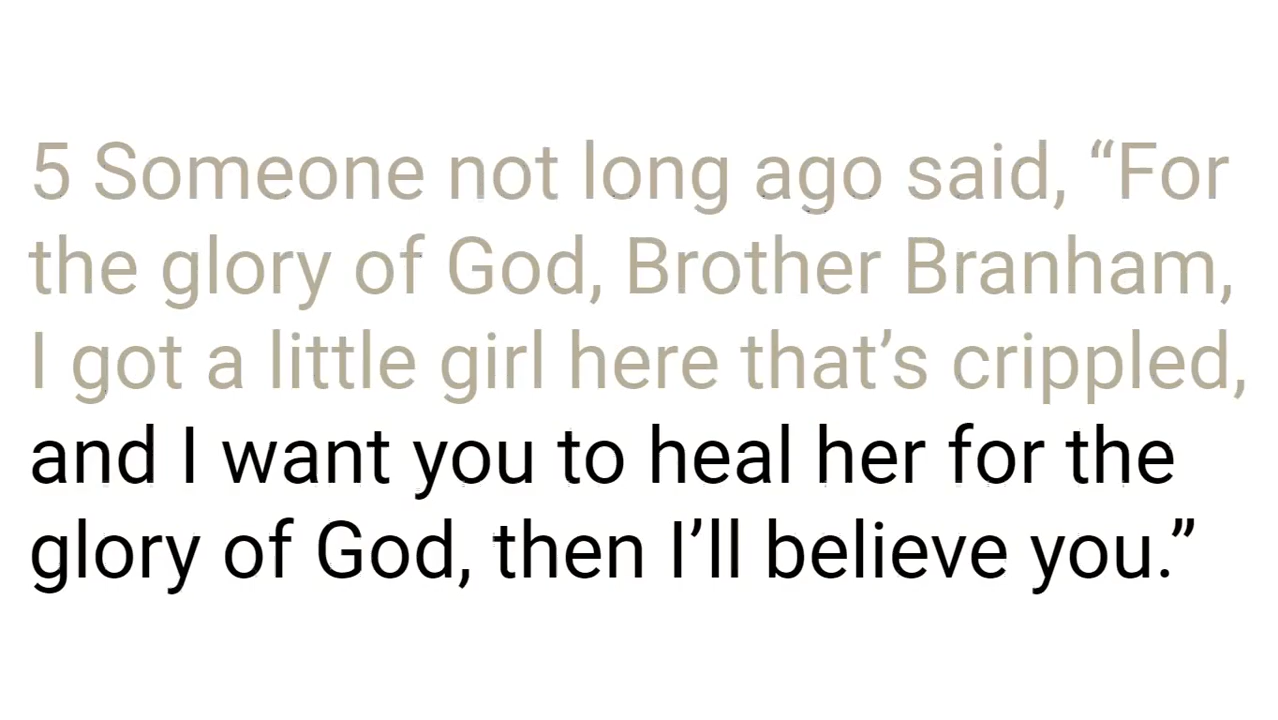 5 Someone not long ago said, “For
the glory of God, Brother Branham,
I got a little girl here that’s crippled,
and I want you to heal her for the
glory of God, then I’ll believe you.”